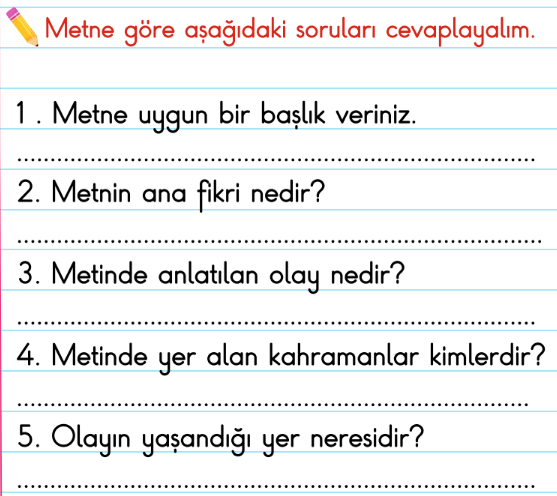 Metne göre aşağıdaki soruları cevaplayalım.
1 . Metne uygun bir başlık veriniz.
................................................................................
2. Metnin ana fikri nedir?
................................................................................
3. Metinde anlatılan olay nedir?
................................................................................
4. Metinde yer alan kahramanlar kimlerdir?
................................................................................
5. Olayın yaşandığı yer neresidir?
................................................................................